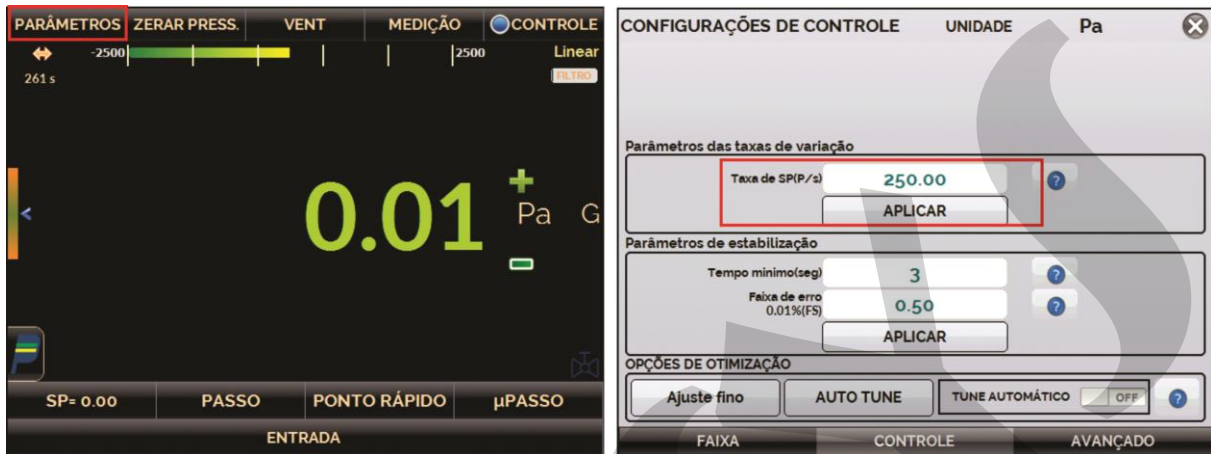 PARÂMETROS ZERAR PRESS. VENT MEDIÇÃO CONTROLE
-2500 2500 Linear
261 s FILTRO
0.01 Pa G
SP= 0.00 PASSO PONTO RÁPIDO µPASSO
ENTRADA
CONFIGURAÇÕES DE CONTROLE UNIDADE Pa
Parâmetros das taxas de variação
Taxa de SP(P/s) 250.00 ?
APLICAR
Parâmetros de estabilização
Tempo minimo(seg) 3 ?
Faixa de erro
0.01%(FS) 0.50 ?
APLICAR
OPÇÕES DE OTIMIZAÇÃO
Ajuste fino AUTO TUNE TUNE AUTOMÁTICO OFF ?
FAIXA CONTROLE AVANÇADO